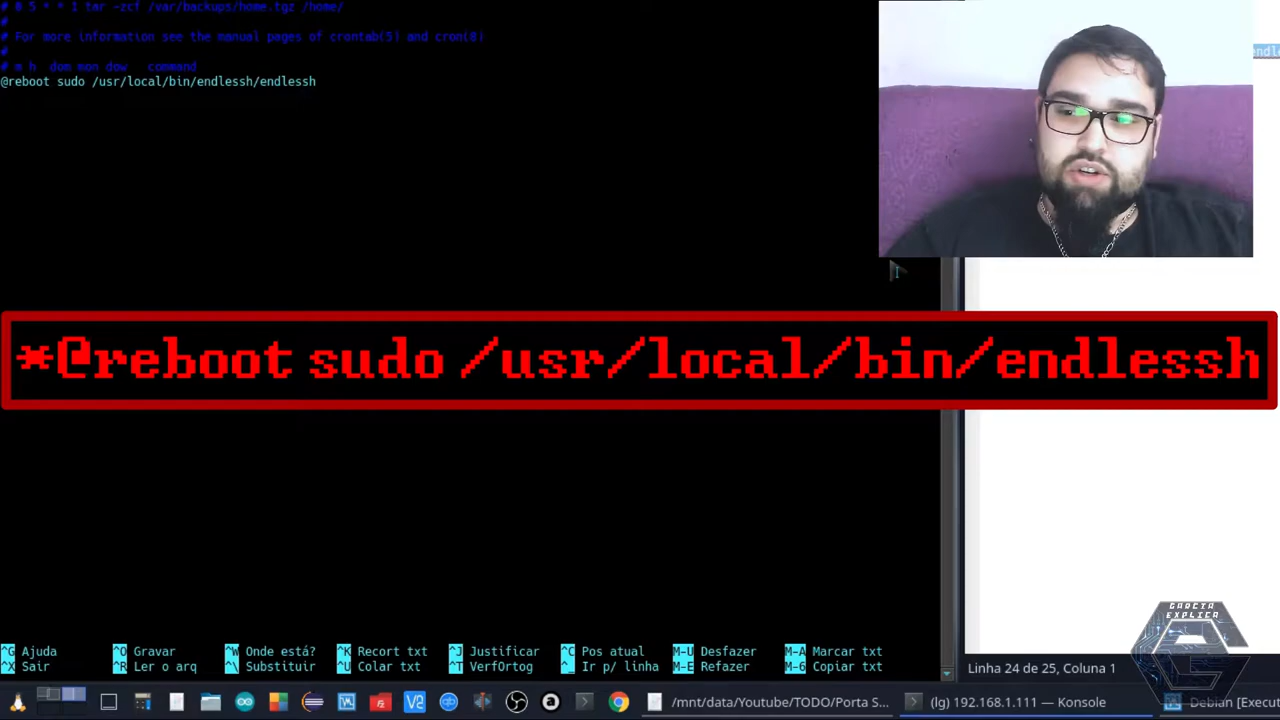 # 0 5 * * 1 tar -zcf /var/backups/home.tgz /home/
#
# For more information see the manual pages of crontab(5) and cron(8)
#
# m h  dom mon dow   command
@reboot sudo /usr/local/bin/endlessh/endlessh
endle
*@reboot sudo /usr/local/bin/endlessh
^G Ajuda ^O Gravar ^W Onde está? ^K Recort txt ^J Justificar ^C Pos atual M-U Desfazer M-A Marcar txt
^X Sair ^R Ler o arq ^\ Substituir ^U Colar txt ^T VerfOrtog ^_ Ir p/ linha M-E Refazer M-6 Copiar txt
Linha 24 de 25, Coluna 1
GARCIA
EXPLICA
/mnt/data/Youtube/TODO/Porta S... (lg) 192.168.1.111 — Konsole Debian [Execu